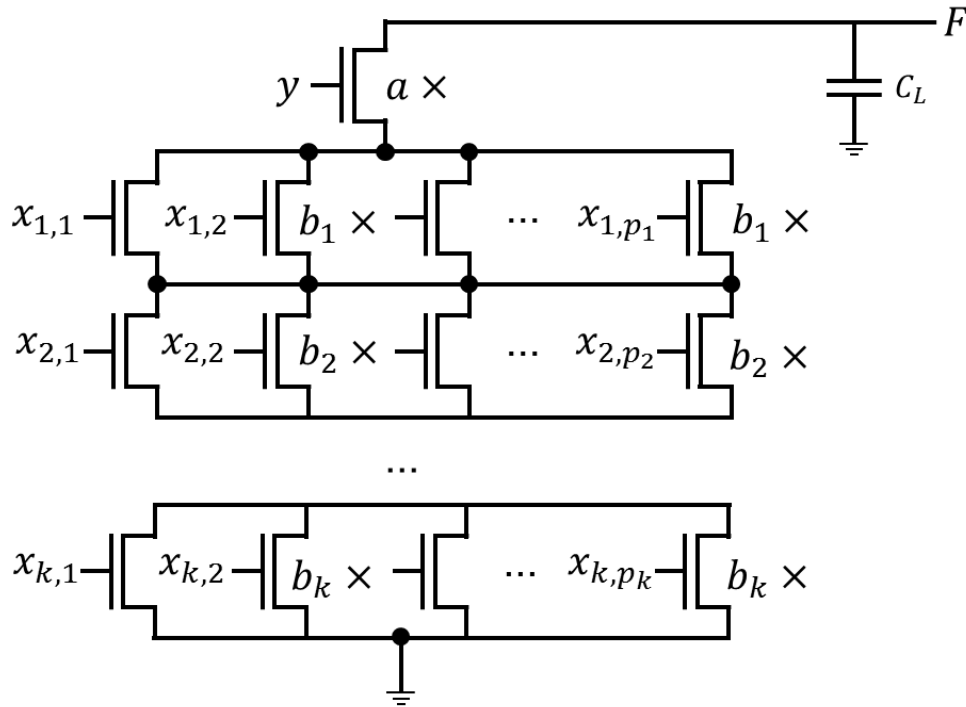 F
y a × C_L
x_{1,1} x_{1,2} b_1 × ... x_{1,p_1} b_1 ×
x_{2,1} x_{2,2} b_2 × ... x_{2,p_2} b_2 ×
...
x_{k,1} x_{k,2} b_k × ... x_{k,p_k} b_k ×